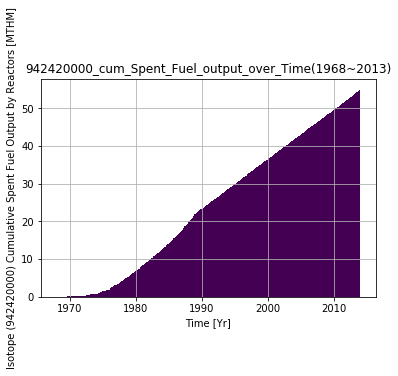 942420000_cum_Spent_Fuel_output_over_Time(1968~2013)
Isotope (942420000) Cumulative Spent Fuel Output by Reactors [MTHM]
50
40
30
20
10
0
1970 1980 1990 2000 2010
Time [Yr]